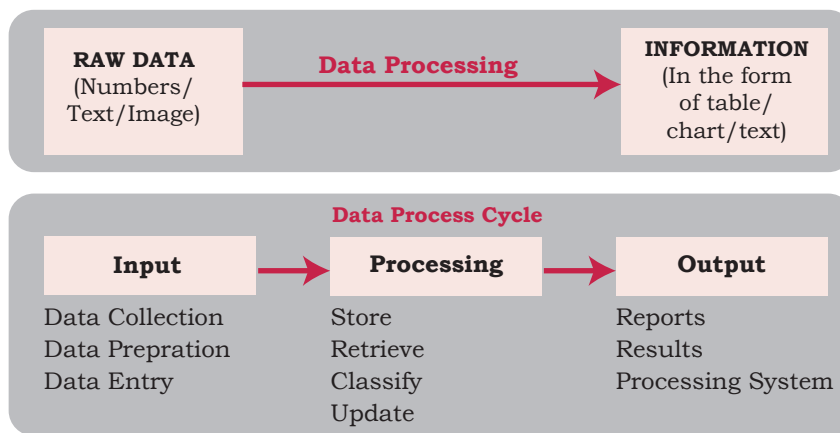 RAW DATA
(Numbers/
Text/Image)
Data Processing
INFORMATION
(In the form
of table/
chart/text)
Data Process Cycle
Input
Data Collection
Data Prepration
Data Entry
Processing
Store
Retrieve
Classify
Update
Output
Reports
Results
Processing System